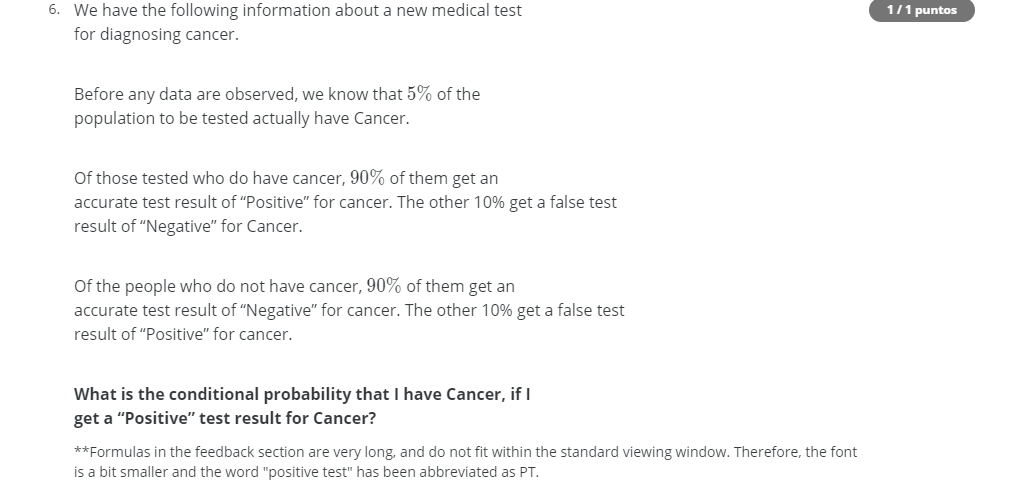 6. We have the following information about a new medical test
1 / 1 puntos
for diagnosing cancer.
Before any data are observed, we know that 5% of the
population to be tested actually have Cancer.
Of those tested who do have cancer, 90% of them get an
accurate test result of “Positive” for cancer. The other 10% get a false test
result of “Negative” for Cancer.
Of the people who do not have cancer, 90% of them get an
accurate test result of “Negative” for cancer. The other 10% get a false test
result of “Positive” for cancer.
What is the conditional probability that I have Cancer, if I
get a “Positive” test result for Cancer?
**Formulas in the feedback section are very long, and do not fit within the standard viewing window. Therefore, the font
is a bit smaller and the word "positive test" has been abbreviated as PT.